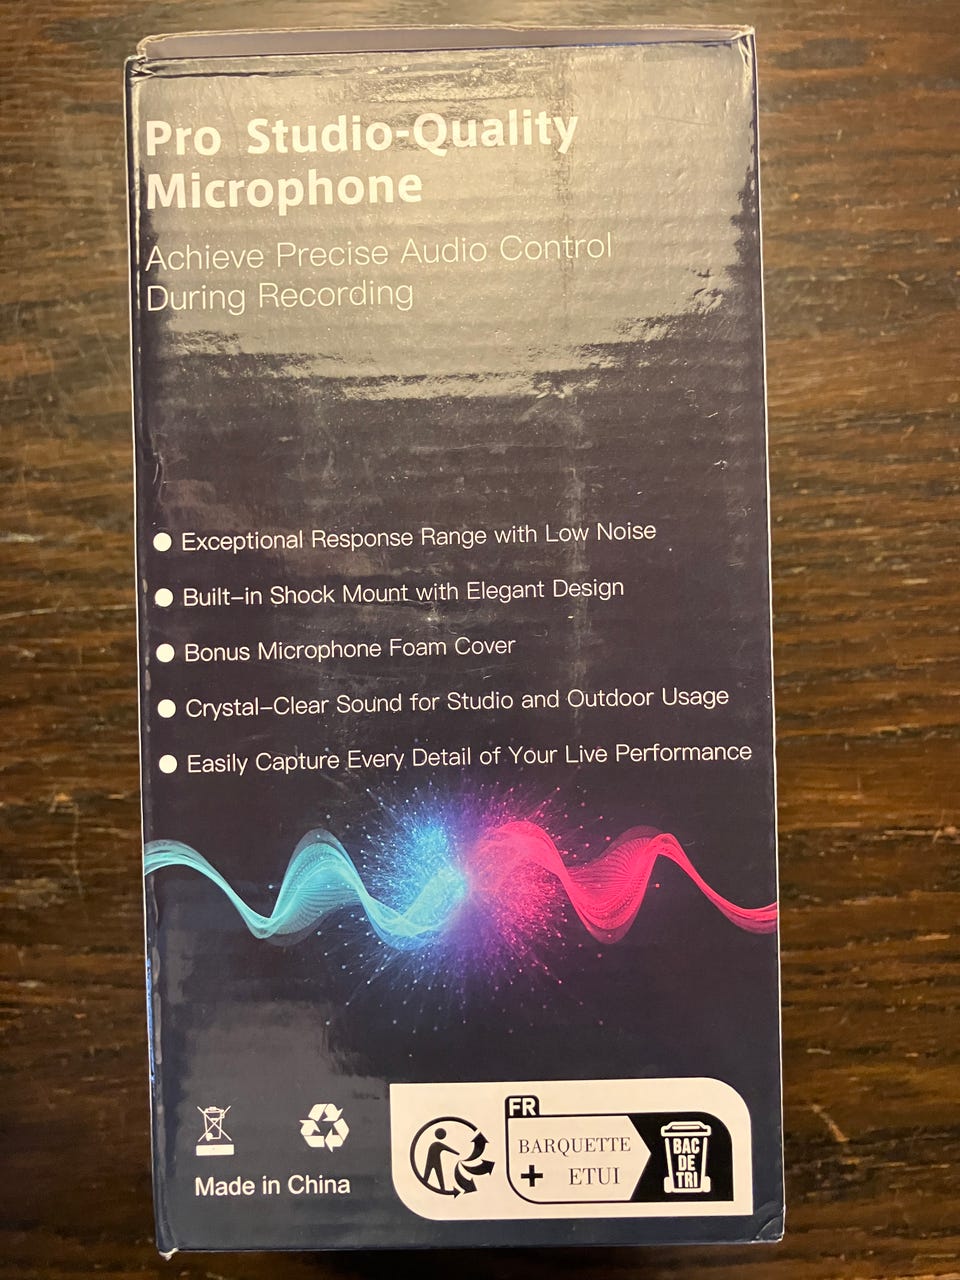 Pro Studio-Quality
Microphone
Achieve Precise Audio Control
During Recording
● Exceptional Response Range with Low Noise
● Built-in Shock Mount with Elegant Design
● Bonus Microphone Foam Cover
● Crystal-Clear Sound for Studio and Outdoor Usage
● Easily Capture Every Detail of Your Live Performance
Made in China
FR
BARQUETTE
+ ETUI
BAC
DE
TRI